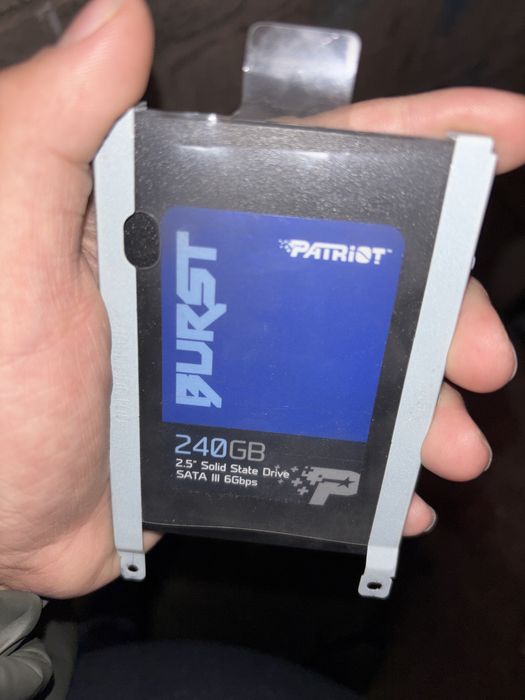 PATRIOT
BURST
240GB
2.5" Solid State Drive
SATA III 6Gbps
P